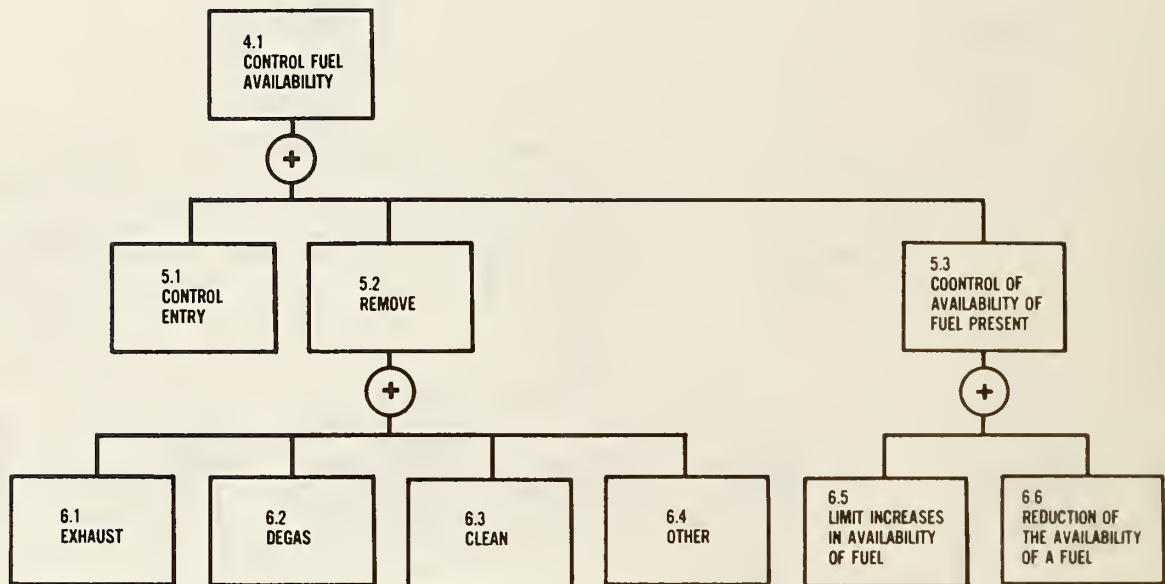 4.1
CONTROL FUEL
AVAILABILITY
+
5.1
CONTROL
ENTRY
5.2
REMOVE
5.3
COONTROL OF
AVAILABILITY OF
FUEL PRESENT
+
+
6.1
EXHAUST
6.2
DEGAS
6.3
CLEAN
6.4
OTHER
6.5
LIMIT INCREASES
IN AVAILABILITY
OF FUEL
6.6
REDUCTION OF
THE AVAILABILITY
OF A FUEL